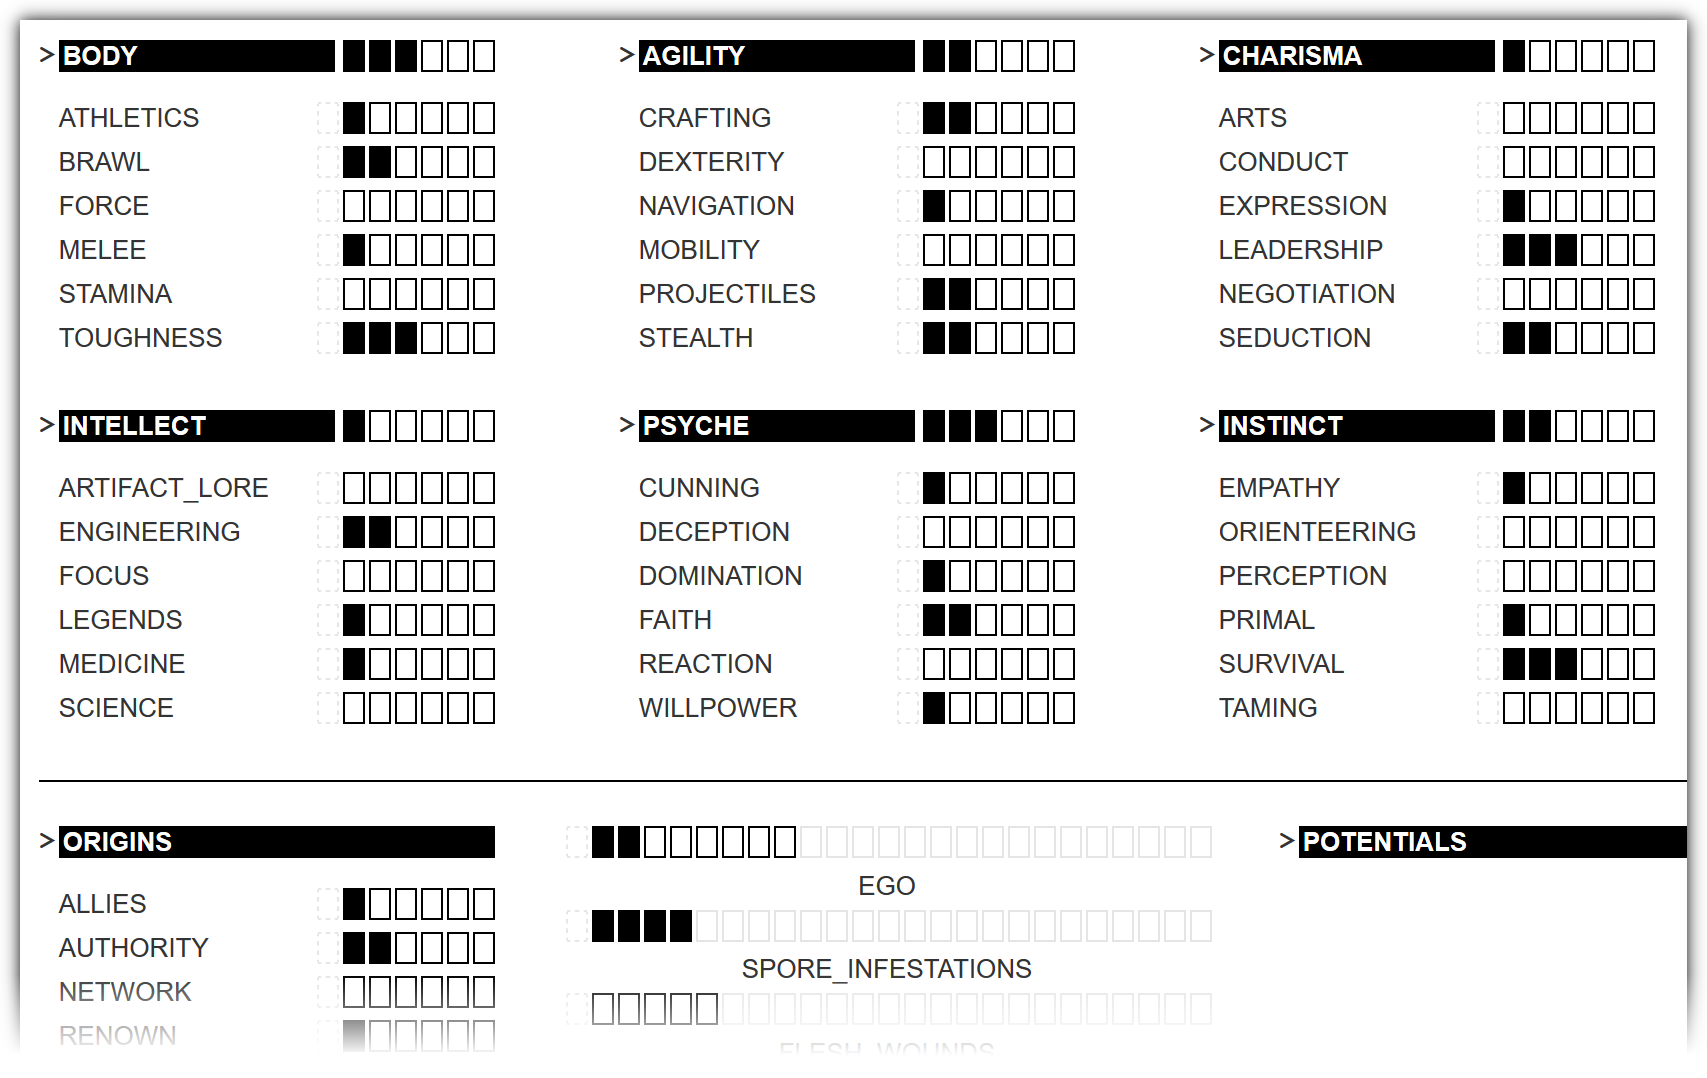 > BODY
ATHLETICS
BRAWL
FORCE
MELEE
STAMINA
TOUGHNESS
> AGILITY
CRAFTING
DEXTERITY
NAVIGATION
MOBILITY
PROJECTILES
STEALTH
> CHARISMA
ARTS
CONDUCT
EXPRESSION
LEADERSHIP
NEGOTIATION
SEDUCTION
> INTELLECT
ARTIFACT_LORE
ENGINEERING
FOCUS
LEGENDS
MEDICINE
SCIENCE
> PSYCHE
CUNNING
DECEPTION
DOMINATION
FAITH
REACTION
WILLPOWER
> INSTINCT
EMPATHY
ORIENTEERING
PERCEPTION
PRIMAL
SURVIVAL
TAMING
> ORIGINS
ALLIES
AUTHORITY
NETWORK
RENOWN
EGO
SPORE_INFESTATIONS
FLESH_WOUNDS
> POTENTIALS